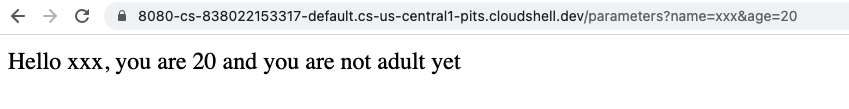 8080-cs-838022153317-default.cs-us-central1-pits.cloudshell.dev/parameters?name=xxx&age=20
Hello xxx, you are 20 and you are not adult yet